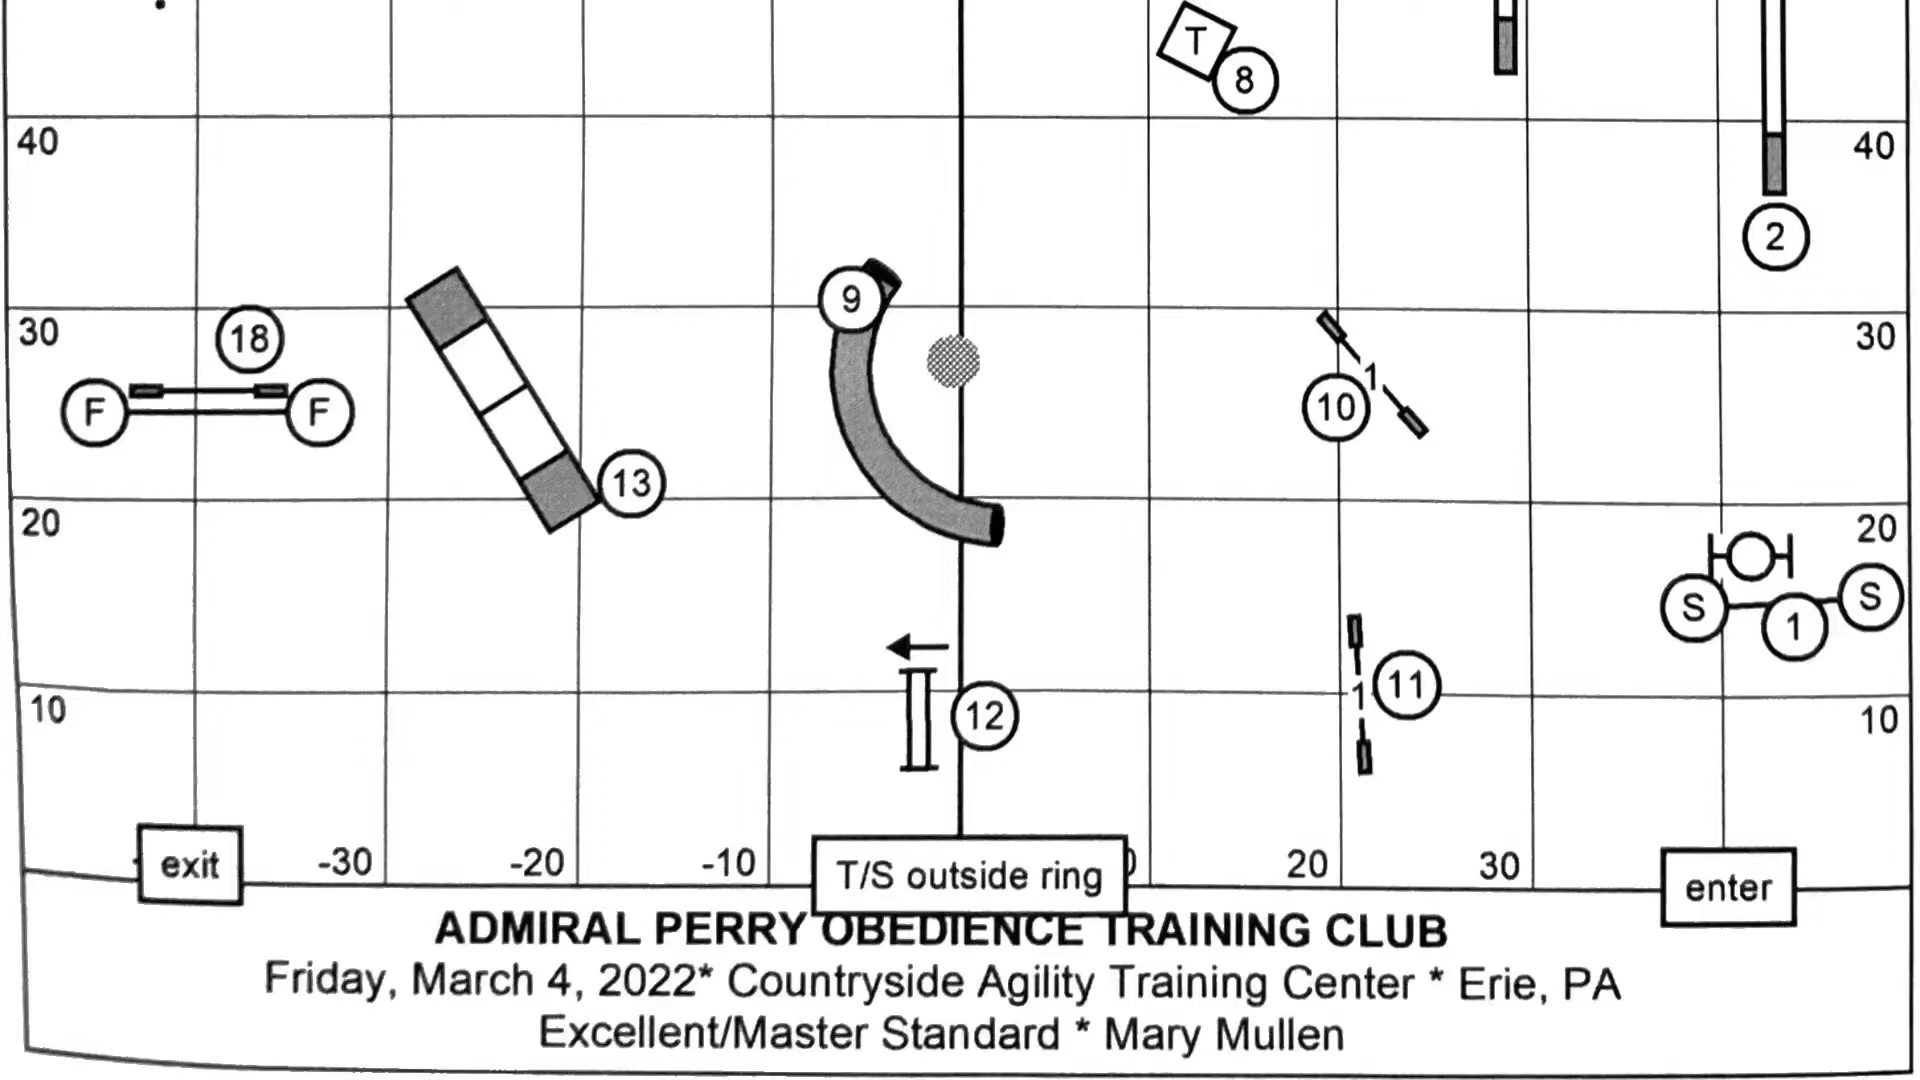 T
8
40
40
2
9
30
18
30
1
10
F
F
13
20
20
S
1
S
1
11
12
10
10
exit
-30
-20
-10
T/S outside ring
20
30
enter
ADMIRAL PERRY OBEDIENCE TRAINING CLUB
Friday, March 4, 2022* Countryside Agility Training Center * Erie, PA
Excellent/Master Standard * Mary Mullen